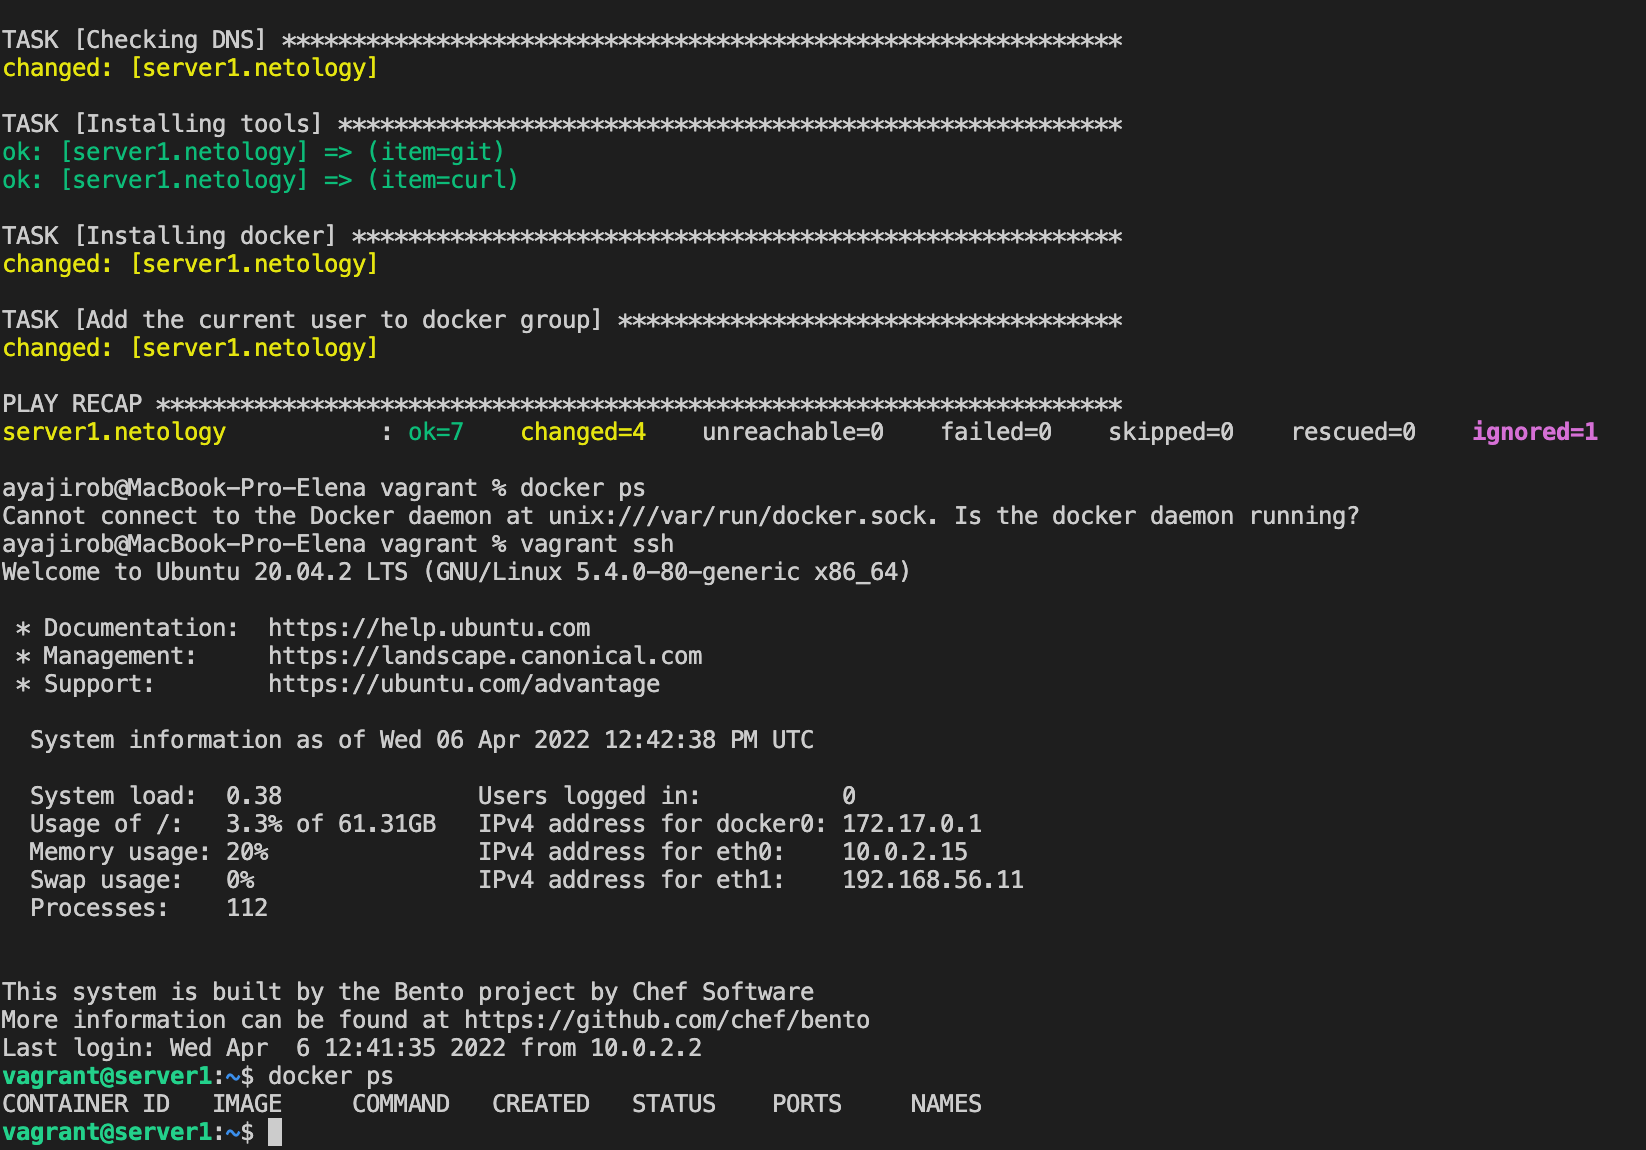 TASK [Checking DNS] ************************************************************
changed: [server1.netology]
TASK [Installing tools] ********************************************************
ok: [server1.netology] => (item=git)
ok: [server1.netology] => (item=curl)
TASK [Installing docker] *******************************************************
changed: [server1.netology]
TASK [Add the current user to docker group] ************************************
changed: [server1.netology]
PLAY RECAP *********************************************************************
server1.netology           : ok=7    changed=4    unreachable=0    failed=0    skipped=0    rescued=0    ignored=1
ayajirob@MacBook-Pro-Elena vagrant % docker ps
Cannot connect to the Docker daemon at unix:///var/run/docker.sock. Is the docker daemon running?
ayajirob@MacBook-Pro-Elena vagrant % vagrant ssh
Welcome to Ubuntu 20.04.2 LTS (GNU/Linux 5.4.0-80-generic x86_64)
 * Documentation:  https://help.ubuntu.com
 * Management:     https://landscape.canonical.com
 * Support:        https://ubuntu.com/advantage
  System information as of Wed 06 Apr 2022 12:42:38 PM UTC
  System load:  0.38              Users logged in:          0
  Usage of /:   3.3% of 61.31GB   IPv4 address for docker0: 172.17.0.1
  Memory usage: 20%               IPv4 address for eth0:    10.0.2.15
  Swap usage:   0%                IPv4 address for eth1:    192.168.56.11
  Processes:    112
This system is built by the Bento project by Chef Software
More information can be found at https://github.com/chef/bento
Last login: Wed Apr  6 12:41:35 2022 from 10.0.2.2
vagrant@server1:~$ docker ps
CONTAINER ID   IMAGE     COMMAND   CREATED   STATUS    PORTS     NAMES
vagrant@server1:~$